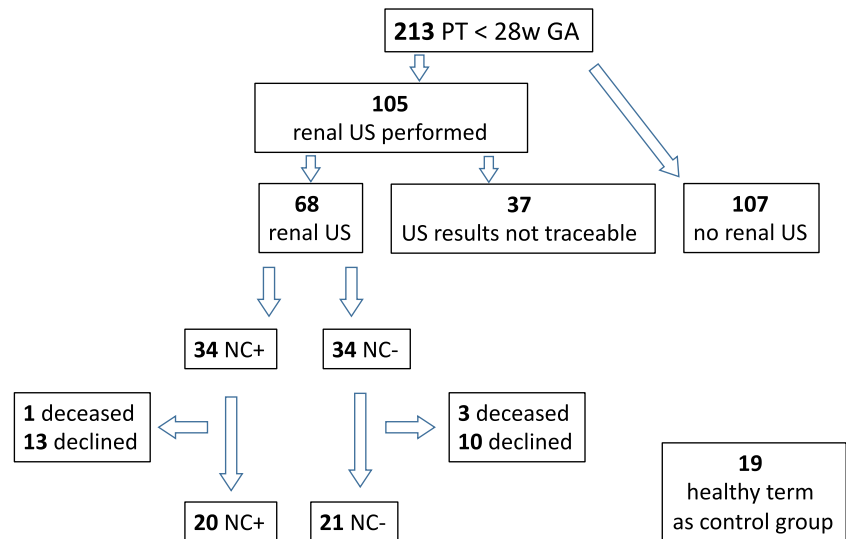 213 PT < 28w GA
105
renal US performed
68
renal US
37
US results not traceable
107
no renal US
34 NC+
34 NC-
1 deceased
13 declined
3 deceased
10 declined
20 NC+
21 NC-
19
healthy term
as control group